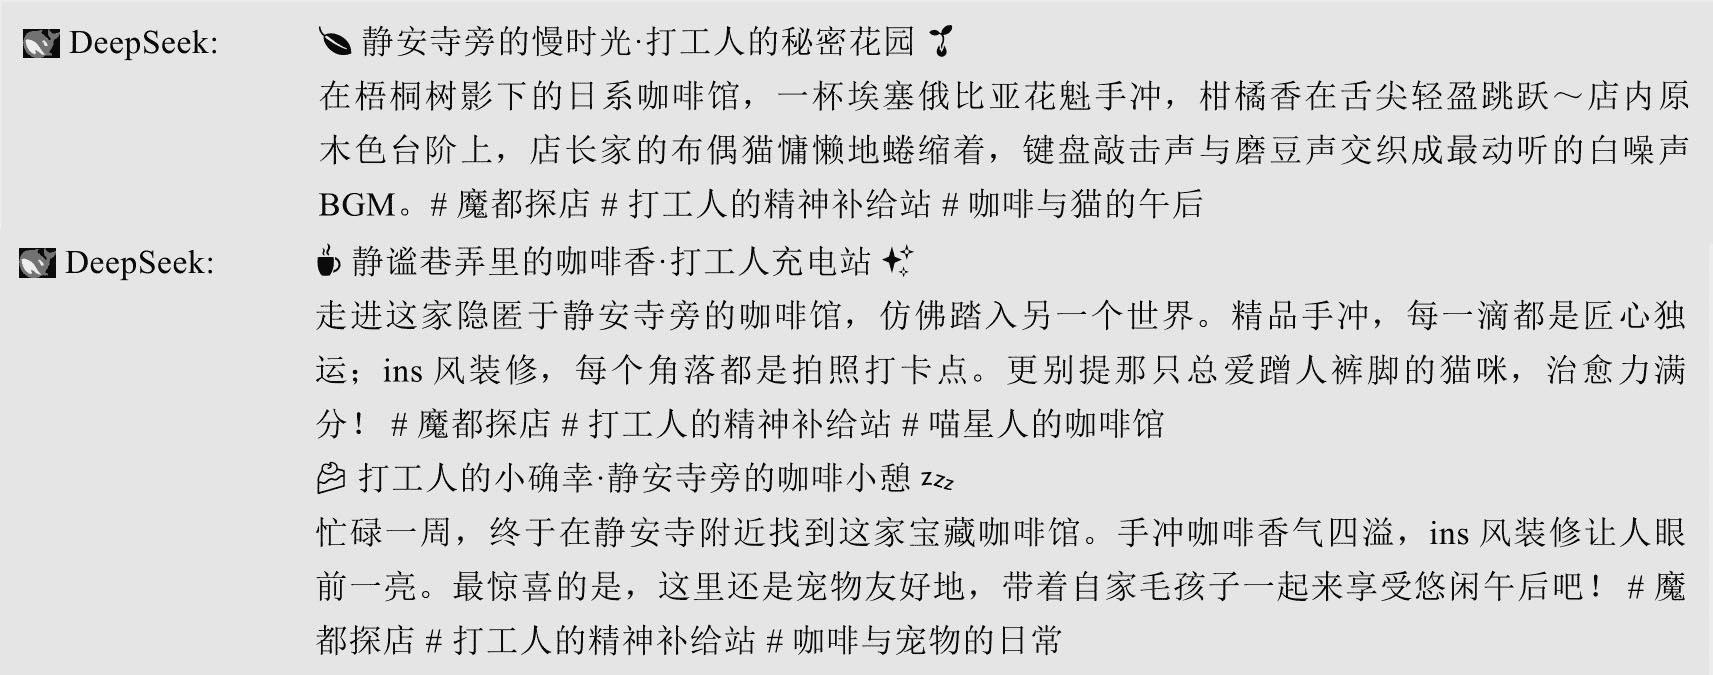 DeepSeek: 静安寺旁的慢时光·打工人的秘密花园
在梧桐树影下的日系咖啡馆，一杯埃塞俄比亚花魁手冲，柑橘香在舌尖轻盈跳跃～店内原
木色台阶上，店长家的布偶猫慵懒地蜷缩着，键盘敲击声与磨豆声交织成最动听的白噪声
BGM。# 魔都探店 # 打工人的精神补给站 # 咖啡与猫的午后
DeepSeek: 静谧巷弄里的咖啡香·打工人充电站
走进这家隐匿于静安寺旁的咖啡馆，仿佛踏入另一个世界。精品手冲，每一滴都是匠心独
运；ins 风装修，每个角落都是拍照打卡点。更别提那只总爱蹭人裤脚的猫咪，治愈力满
分！ # 魔都探店 # 打工人的精神补给站 # 喵星人的咖啡馆
打工人的小确幸·静安寺旁的咖啡小憩 zzz
忙碌一周，终于在静安寺附近找到这家宝藏咖啡馆。手冲咖啡香气四溢，ins 风装修让人眼
前一亮。最惊喜的是，这里还是宠物友好地，带着自家毛孩子一起来享受悠闲午后吧！ # 魔
都探店 # 打工人的精神补给站 # 咖啡与宠物的日常